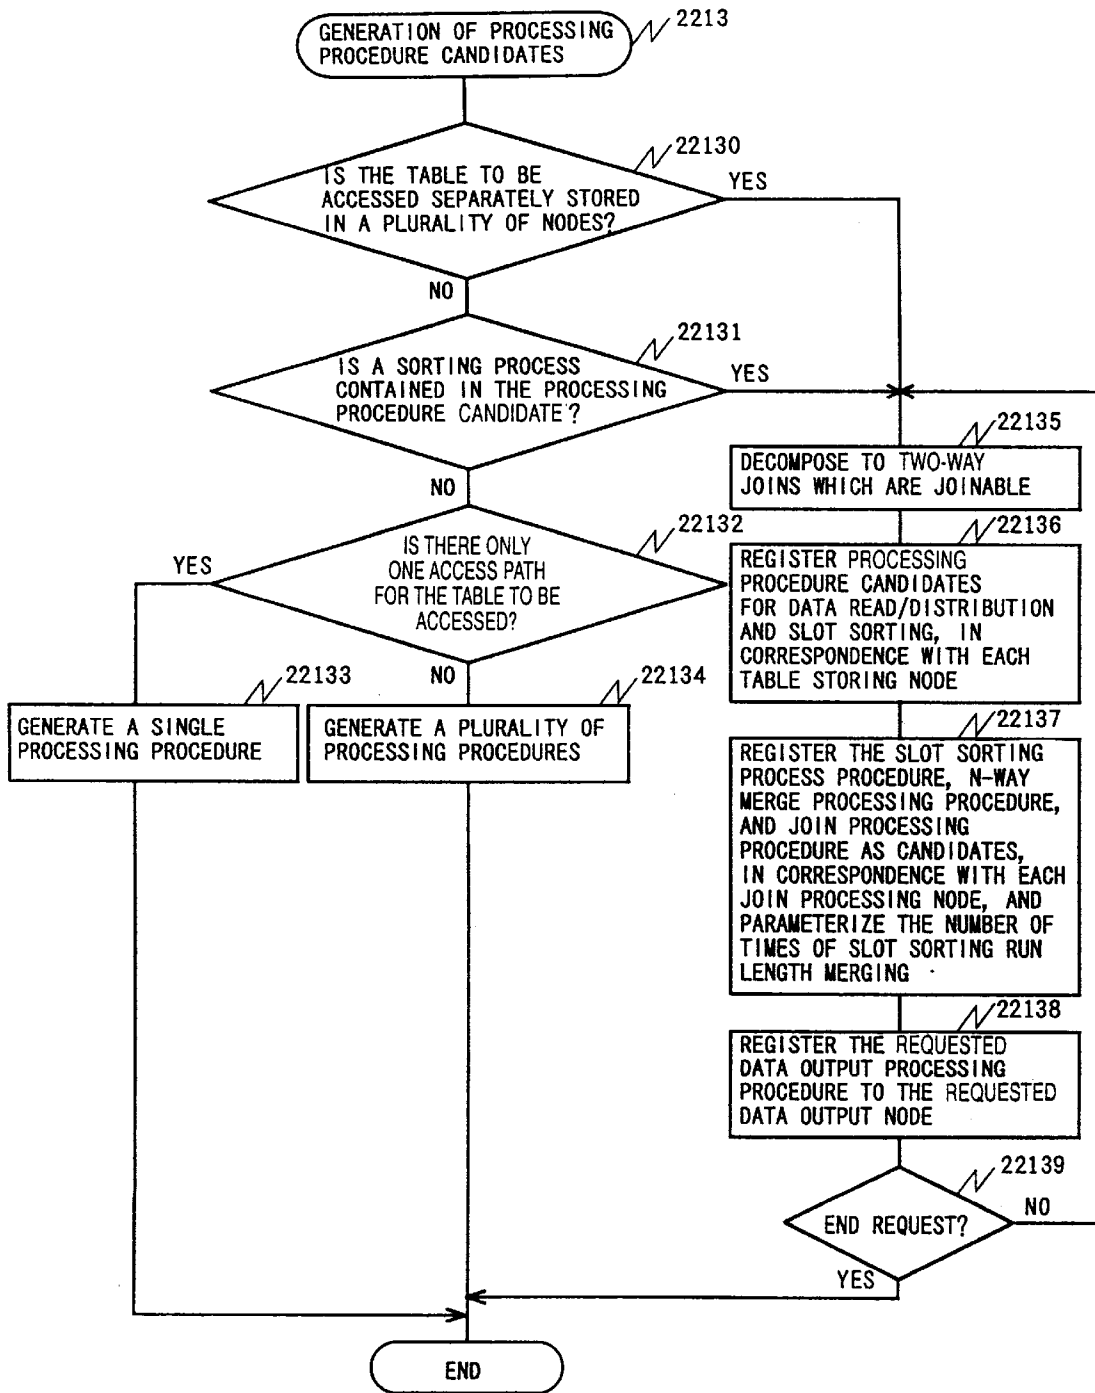 GENERATION OF PROCESSING
PROCEDURE CANDIDATES
2213
22130
IS THE TABLE TO BE
ACCESSED SEPARATELY STORED
IN A PLURALITY OF NODES?
YES
NO
22131
IS A SORTING PROCESS
CONTAINED IN THE PROCESSING
PROCEDURE CANDIDATE?
YES
NO
22132
IS THERE ONLY
ONE ACCESS PATH
FOR THE TABLE TO BE
ACCESSED?
YES
NO
22133
GENERATE A SINGLE
PROCESSING PROCEDURE
22134
GENERATE A PLURALITY OF
PROCESSING PROCEDURES
22135
DECOMPOSE TO TWO-WAY
JOINS WHICH ARE JOINABLE
22136
REGISTER PROCESSING
PROCEDURE CANDIDATES
FOR DATA READ/DISTRIBUTION
AND SLOT SORTING, IN
CORRESPONDENCE WITH EACH
TABLE STORING NODE
22137
REGISTER THE SLOT SORTING
PROCESS PROCEDURE, N-WAY
MERGE PROCESSING PROCEDURE,
AND JOIN PROCESSING
PROCEDURE AS CANDIDATES,
IN CORRESPONDENCE WITH EACH
JOIN PROCESSING NODE, AND
PARAMETERIZE THE NUMBER OF
TIMES OF SLOT SORTING RUN
LENGTH MERGING
22138
REGISTER THE REQUESTED
DATA OUTPUT PROCESSING
PROCEDURE TO THE REQUESTED
DATA OUTPUT NODE
22139
END REQUEST?
NO
YES
END